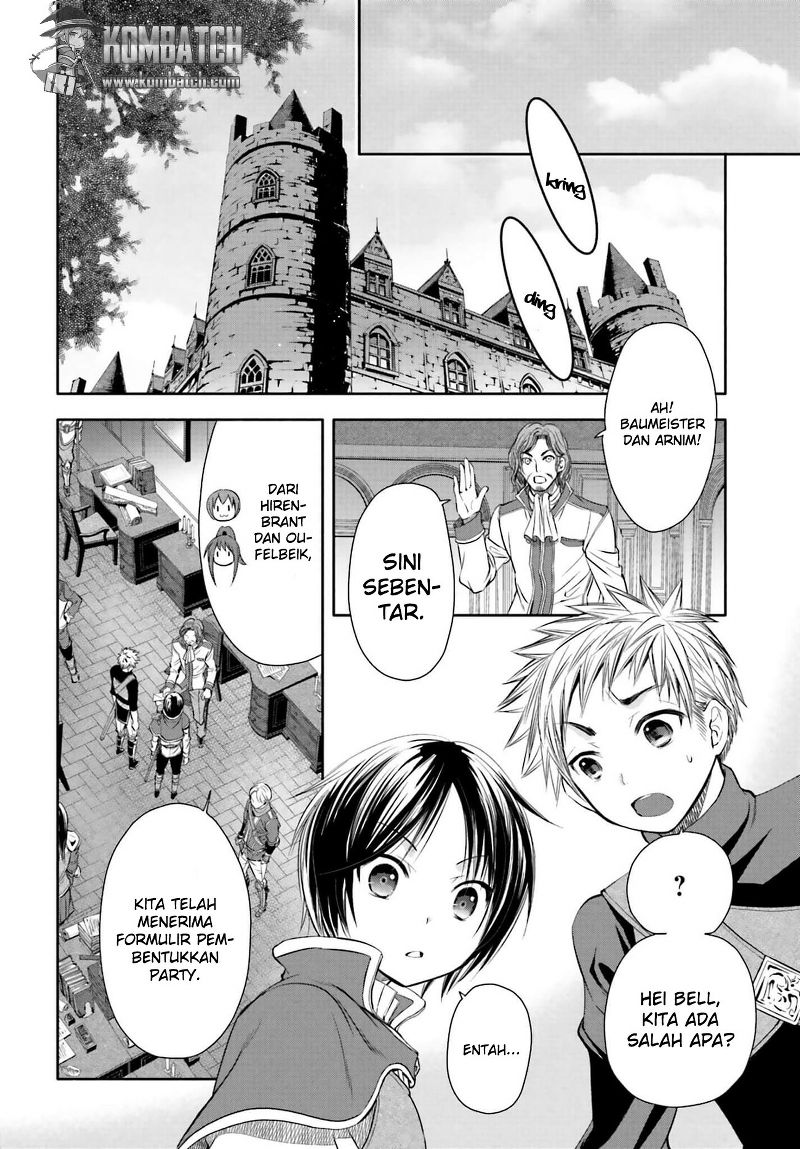 KOMBATCH
www.kombatch.com
kring
ding
AH!
BAUMEISTER
DAN ARNIM!
SINI
SEBEN-
TAR.
?
HEI BELL,
KITA ADA
SALAH APA?
ENTAH...
DARI
HIREN-
BRANT
DAN OU-
FELBEIK,
KITA TELAH
MENERIMA
FORMULIR PEM-
BENTUKKAN
PARTY.